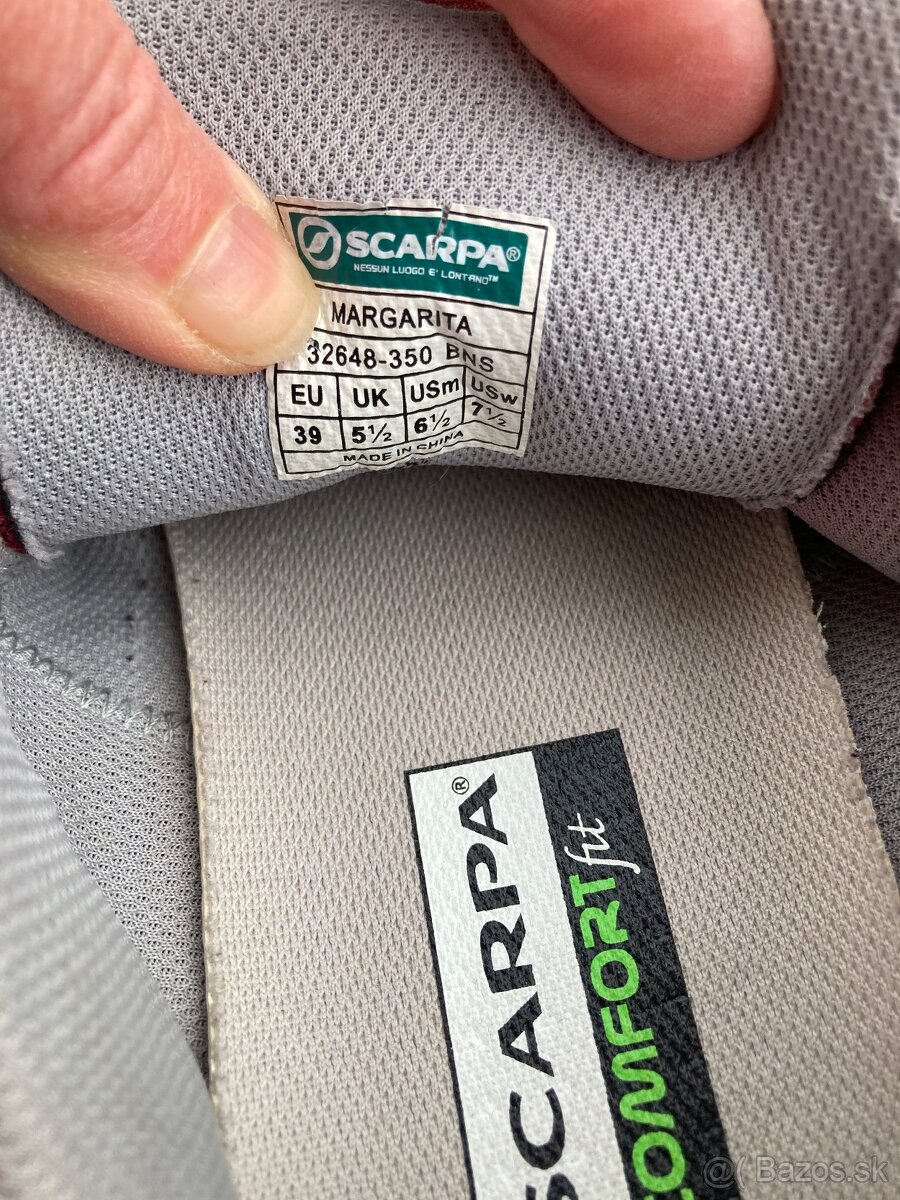 SCARPA®
NESSUN LUOGO E' LONTANO™
MARGARITA
32648-350 BNS
EU UK USm USw
39 5½ 6½ 7½
MADE IN CHINA
SCARPA®
COMFORT fit
@( Bazos.sk